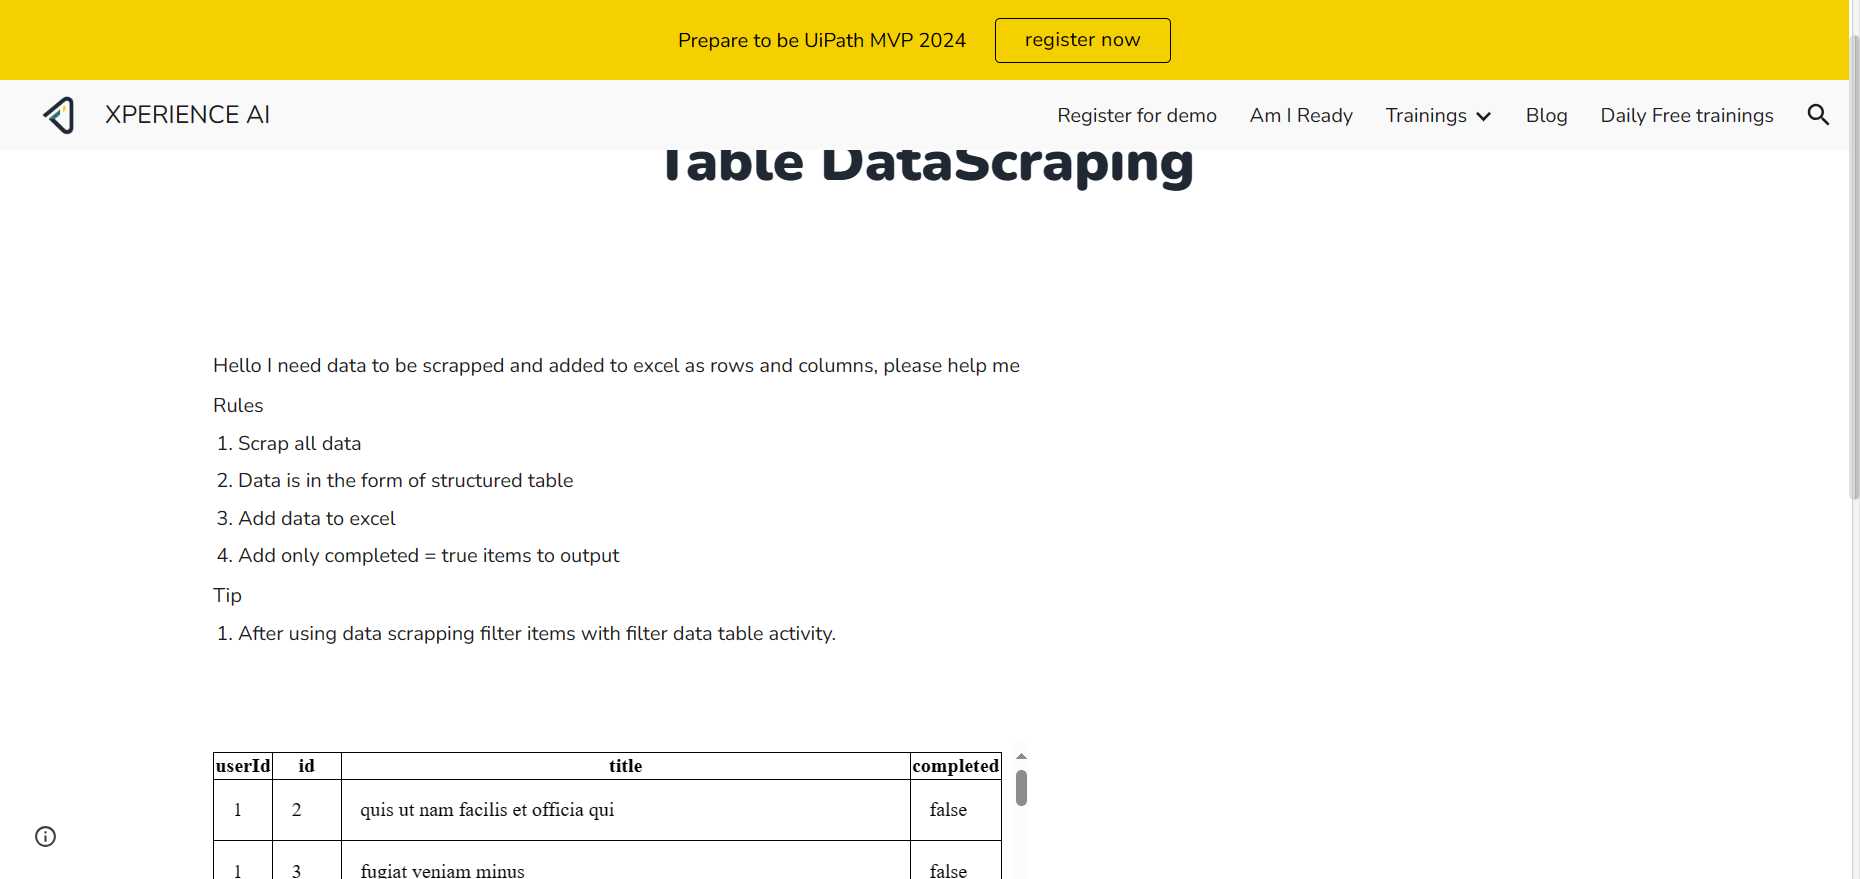 Prepare to be UiPath MVP 2024 register now
XPERIENCE AI Register for demo Am I Ready Trainings Blog Daily Free trainings
Table DataScraping
Hello I need data to be scrapped and added to excel as rows and columns, please help me
Rules
1. Scrap all data
2. Data is in the form of structured table
3. Add data to excel
4. Add only completed = true items to output
Tip
1. After using data scrapping filter items with filter data table activity.
userId id title completed
1 2 quis ut nam facilis et officia qui false
1 3 fugiat veniam minus false